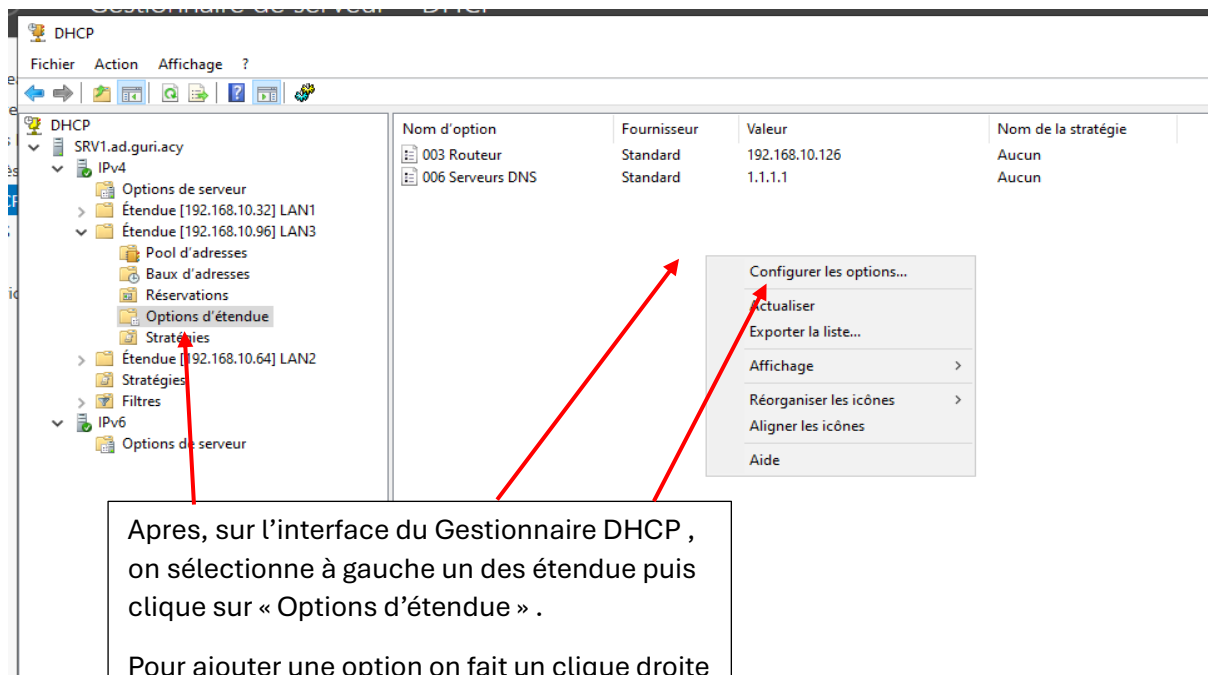 DHCP
Fichier Action Affichage ?
DHCP
SRV1.ad.guri.acy
IPv4
Options de serveur
Étendue [192.168.10.32] LAN1
Étendue [192.168.10.96] LAN3
Pool d'adresses
Baux d'adresses
Réservations
Options d'étendue
Stratégies
Étendue [192.168.10.64] LAN2
Stratégies
Filtres
IPv6
Options de serveur
Nom d'option Fournisseur Valeur Nom de la stratégie
003 Routeur Standard 192.168.10.126 Aucun
006 Serveurs DNS Standard 1.1.1.1 Aucun
Configurer les options...
Actualiser
Exporter la liste...
Affichage
Réorganiser les icônes
Aligner les icônes
Aide
Apres, sur l'interface du Gestionnaire DHCP ,
on sélectionne à gauche un des étendue puis
clique sur « Options d'étendue » .
Pour ajouter une option on fait un clique droite